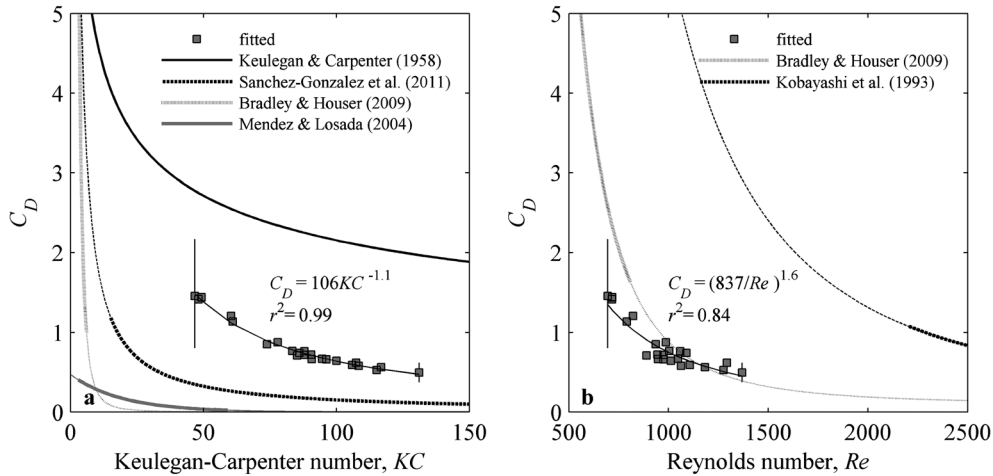 5
4
3
2
1
0
C_D
fitted
Keulegan & Carpenter (1958)
Sanchez-Gonzalez et al. (2011)
Bradley & Houser (2009)
Mendez & Losada (2004)
C_D = 106KC^-1.1
r^2 = 0.99
a
0 50 100 150
Keulegan-Carpenter number, KC
5
4
3
2
1
0
C_D
fitted
Bradley & Houser (2009)
Kobayashi et al. (1993)
C_D = (837/Re)^1.6
r^2 = 0.84
b
500 1000 1500 2000 2500
Reynolds number, Re